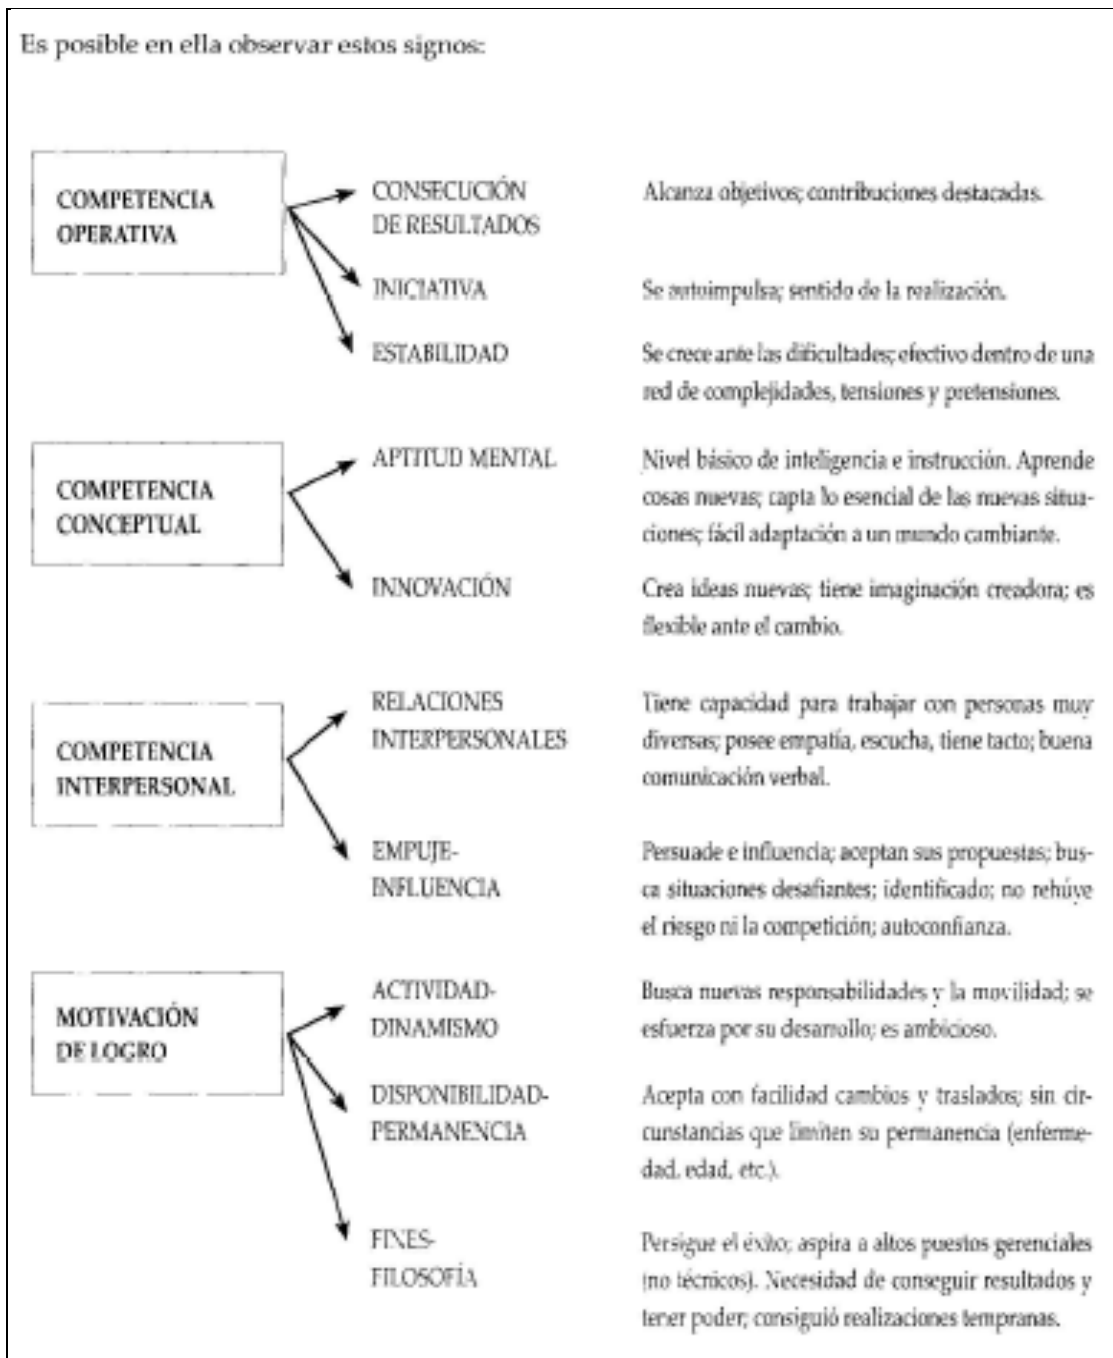 Es posible en ella observar estos signos:
COMPETENCIA
OPERATIVA
CONSECUCIÓN
DE RESULTADOS
Alcanza objetivos; contribuciones destacadas.
INICIATIVA
Se autoimpulsa; sentido de la realización.
ESTABILIDAD
Se crece ante las dificultades; efectivo dentro de una
red de complejidades, tensiones y pretensiones.
COMPETENCIA
CONCEPTUAL
APTITUD MENTAL
Nivel básico de inteligencia e instrucción. Aprende
cosas nuevas; capta lo esencial de las nuevas situa-
ciones; fácil adaptación a un mundo cambiante.
INNOVACIÓN
Crea ideas nuevas; tiene imaginación creadora; es
flexible ante el cambio.
COMPETENCIA
INTERPERSONAL
RELACIONES
INTERPERSONALES
Tiene capacidad para trabajar con personas muy
diversas; posee empatía, escucha, tiene tacto; buena
comunicación verbal.
EMPUJE-
INFLUENCIA
Persuade e influencia; aceptan sus propuestas; bus-
ca situaciones desafiantes; identificado; no rehúye
el riesgo ni la competición; autoconfianza.
MOTIVACIÓN
DE LOGRO
ACTIVIDAD-
DINAMISMO
Busca nuevas responsabilidades y la movilidad; se
esfuerza por su desarrollo; es ambicioso.
DISPONIBILIDAD-
PERMANENCIA
Acepta con facilidad cambios y traslados; sin cir-
cunstancias que limiten su permanencia (enferme-
dad, edad, etc.).
FINES-
FILOSOFÍA
Persigue el éxito; aspira a altos puestos gerenciales
(no técnicos). Necesidad de conseguir resultados y
tener poder; consiguió realizaciones tempranas.